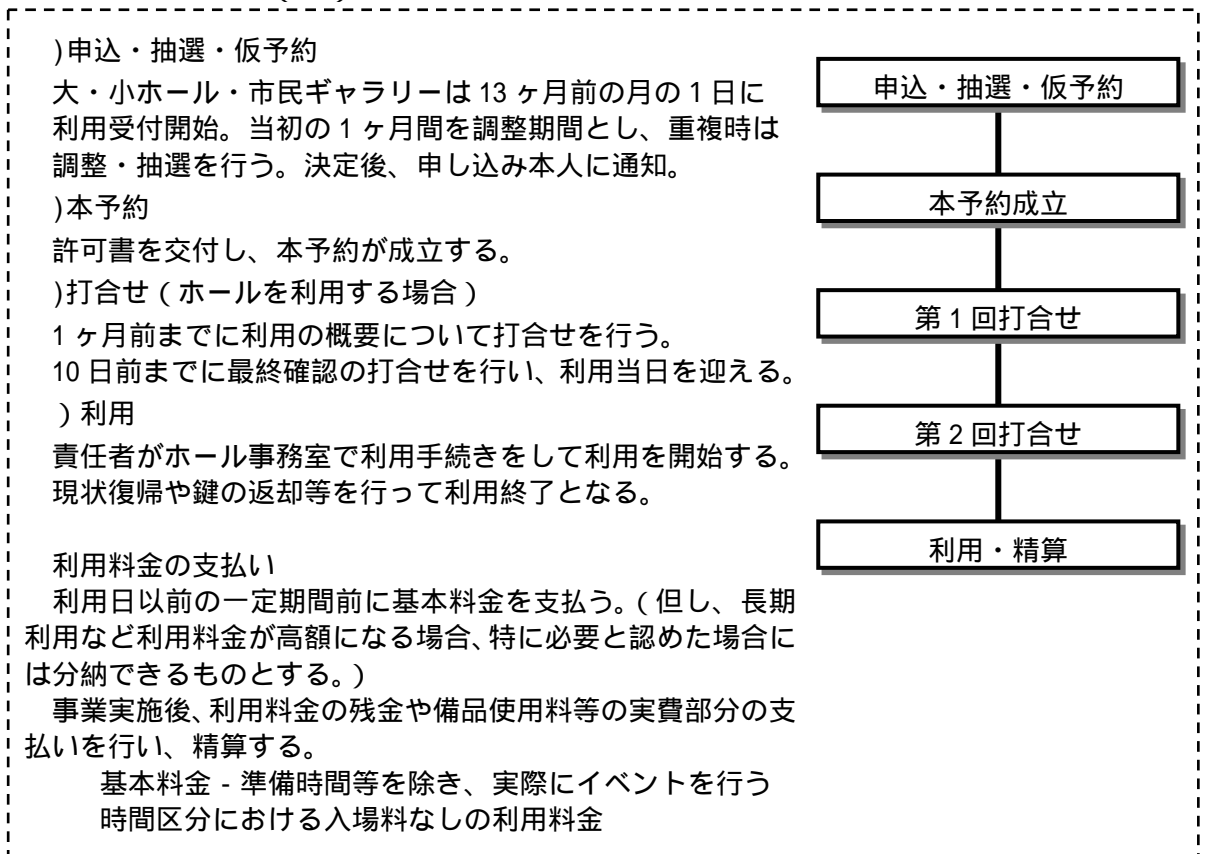 )申込・抽選・仮予約
大・小ホール・市民ギャラリーは 13 ヶ月前の月の 1 日に
利用受付開始。当初の 1 ヶ月間を調整期間とし、重複時は
調整・抽選を行う。決定後、申し込み本人に通知。
)本予約
許可書を交付し、本予約が成立する。
)打合せ ( ホールを利用する場合 )
1 ヶ月前までに利用の概要について打合せを行う。
10 日前までに最終確認の打合せを行い、利用当日を迎える。
) 利用
責任者がホール事務室で利用手続きをして利用を開始する。
現状復帰や鍵の返却等を行って利用終了となる。
利用料金の支払い
利用日以前の一定期間前に基本料金を支払う。( 但し、長期
利用など利用料金が高額になる場合、特に必要と認めた場合に
は分納できるものとする。)
事業実施後、利用料金の残金や備品使用料等の実費部分の支
払いを行い、精算する。
基本料金 - 準備時間等を除き、実際にイベントを行う
時間区分における入場料なしの利用料金
申込・抽選・仮予約
本予約成立
第 1 回打合せ
第 2 回打合せ
利用・精算